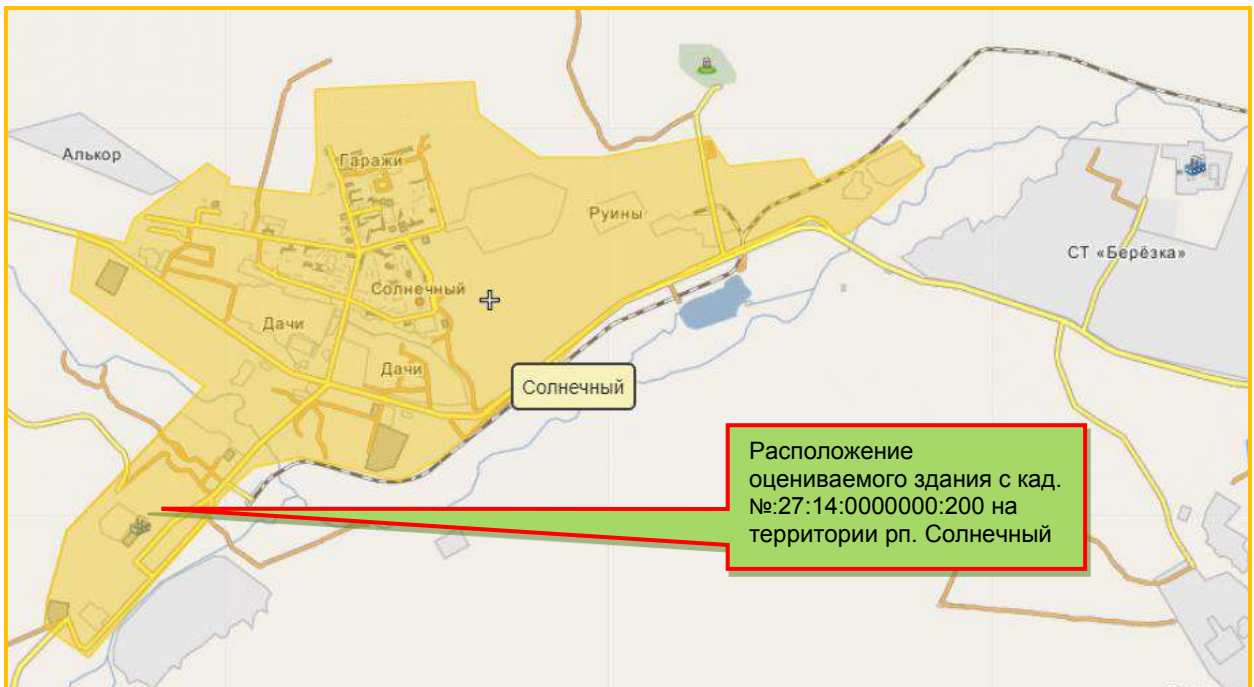 Алькор
Гаражи
Руины
СТ «Берёзка»
Солнечный
Дачи
Дачи
Солнечный
Расположение
оцениваемого здания с кад.
№:27:14:0000000:200 на
территории рп. Солнечный